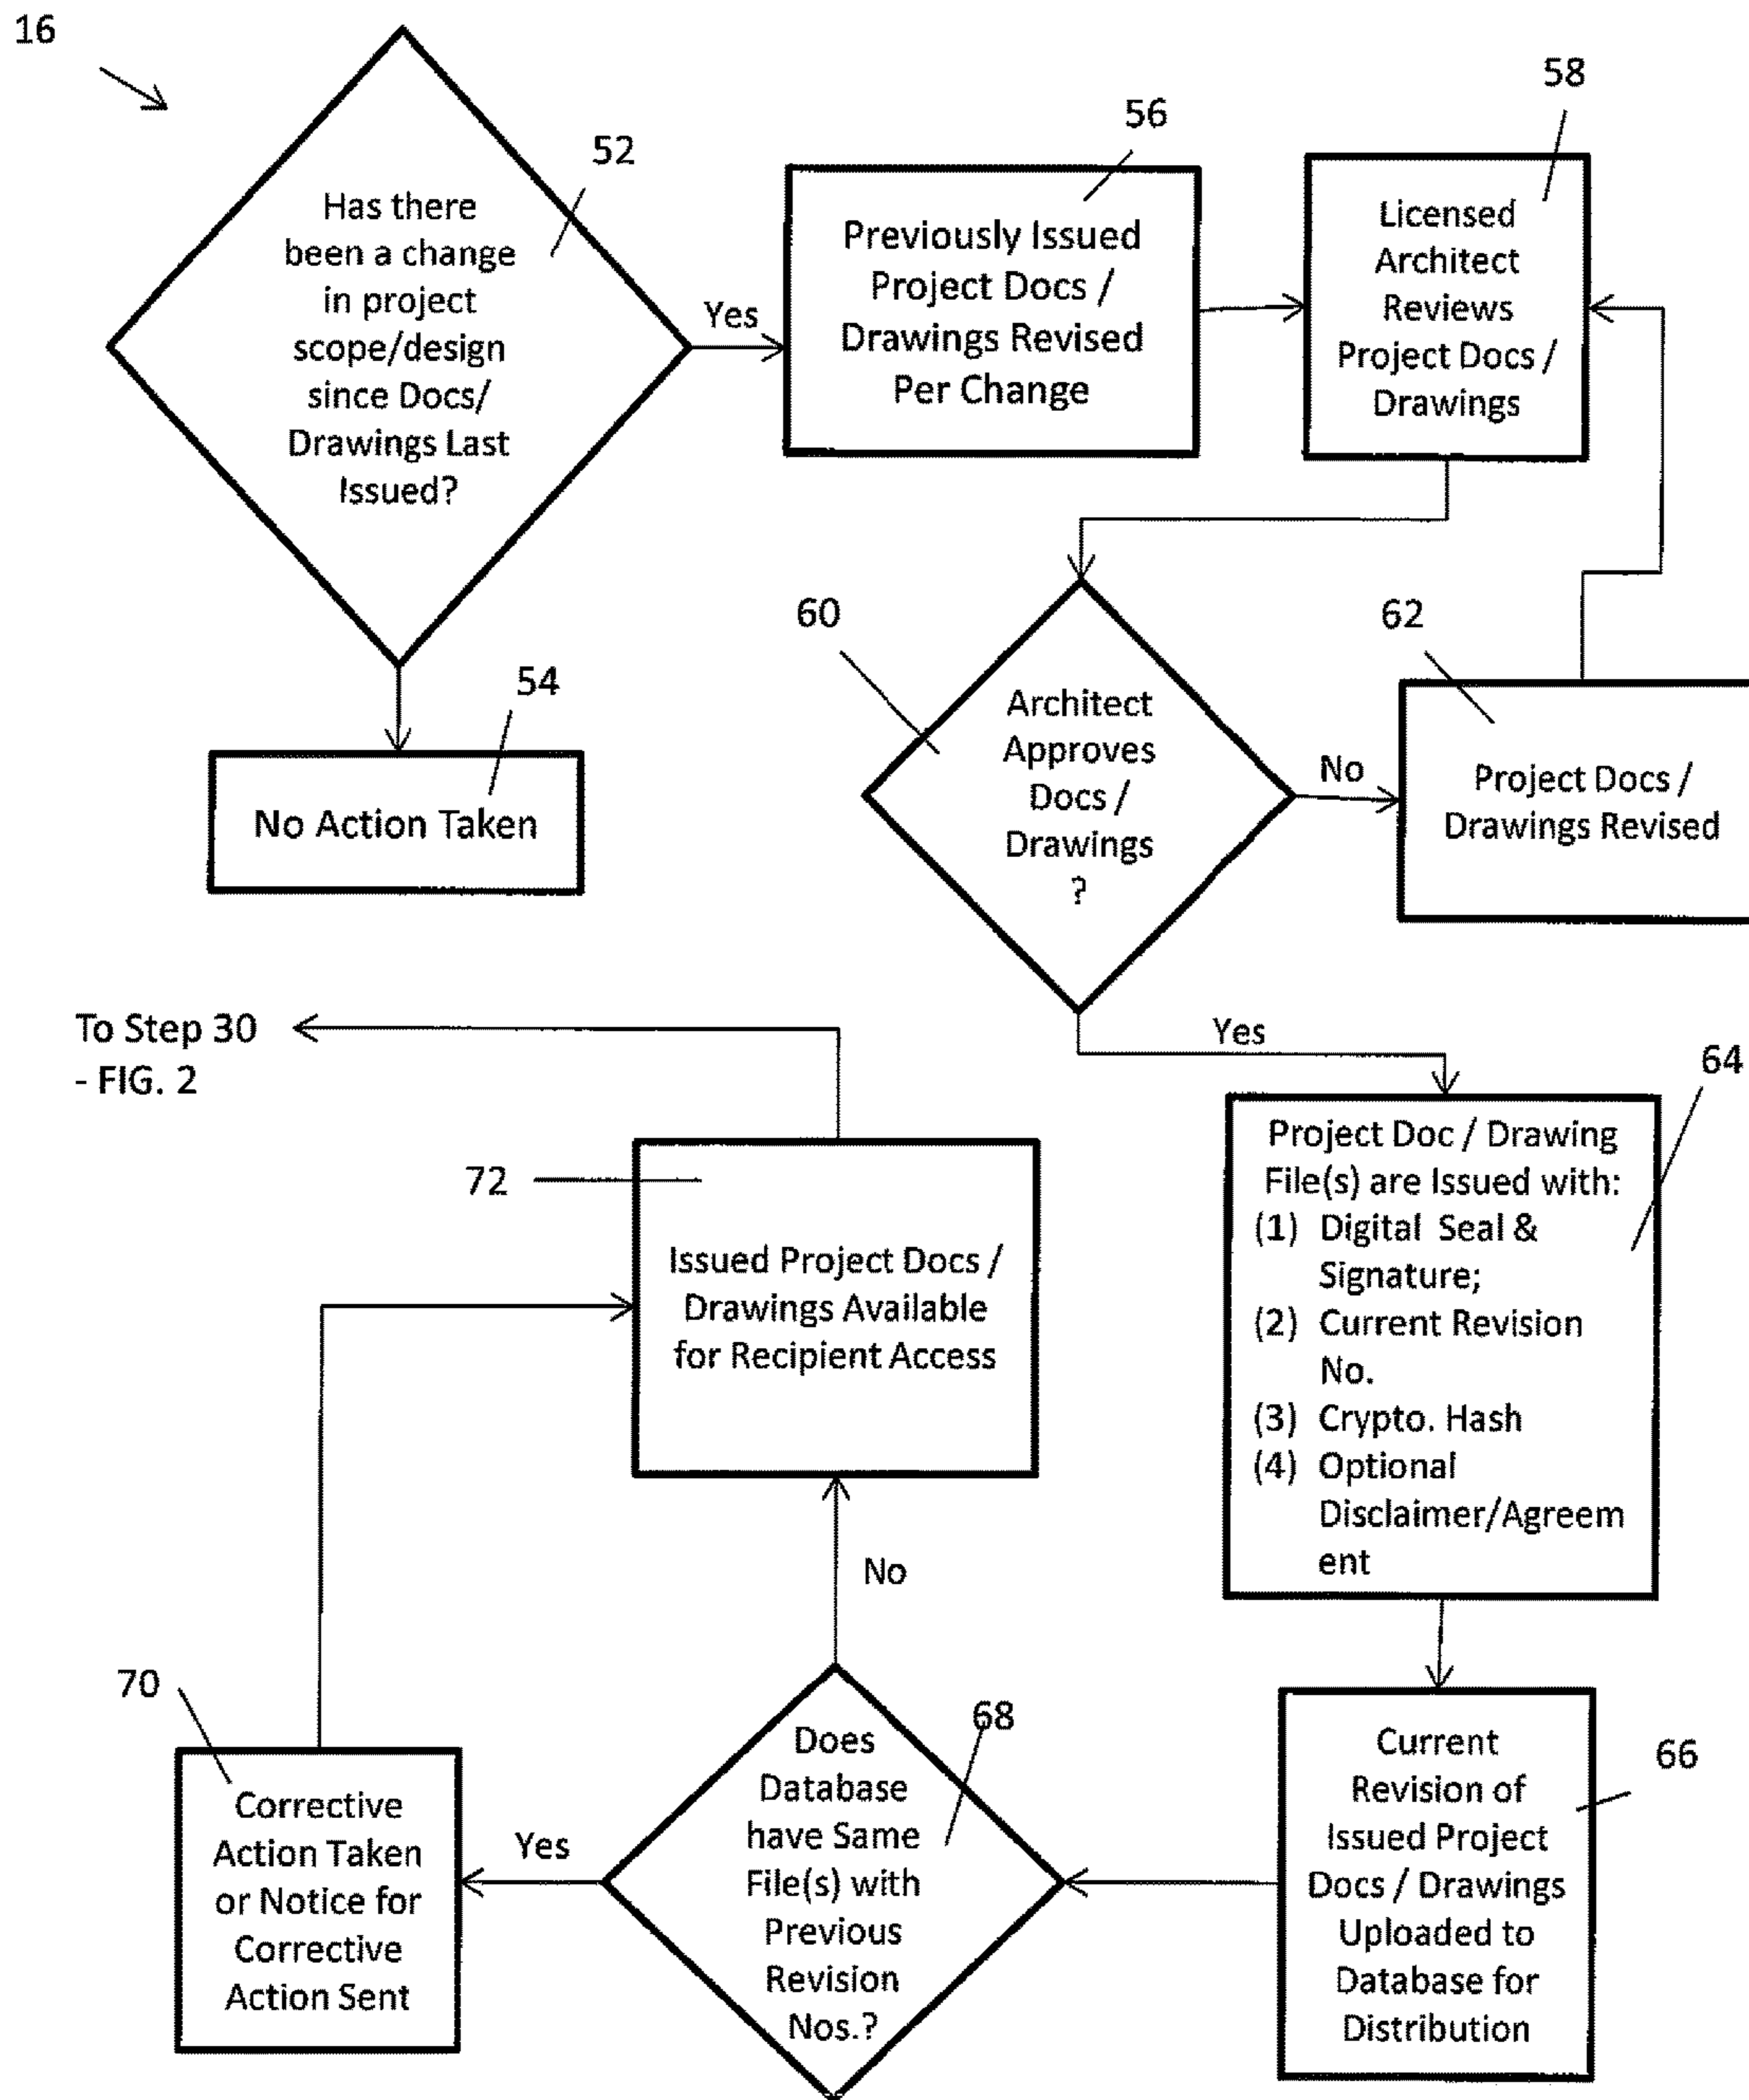 16
52
Has there
been a change
in project
scope/design
since Docs/
Drawings Last
Issued?
Yes
56
Previously Issued
Project Docs /
Drawings Revised
Per Change
58
Licensed
Architect
Reviews
Project Docs /
Drawings
54
No Action Taken
60
Architect
Approves
Docs /
Drawings
?
No
62
Project Docs /
Drawings Revised
Yes
To Step 30
- FIG. 2
64
Project Doc / Drawing
File(s) are Issued with:
(1) Digital Seal &
Signature;
(2) Current Revision
No.
(3) Crypto. Hash
(4) Optional
Disclaimer/Agreem
ent
72
Issued Project Docs /
Drawings Available
for Recipient Access
No
66
Current
Revision of
Issued Project
Docs / Drawings
Uploaded to
Database for
Distribution
68
Does
Database
have Same
File(s) with
Previous
Revision
Nos.?
Yes
70
Corrective
Action Taken
or Notice for
Corrective
Action Sent